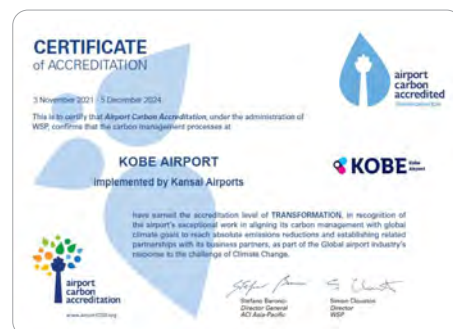 CERTIFICATE
of ACCREDITATION
3 November 2021 - 5 December 2024
This is to certify that Airport Carbon Accreditation, under the administration of
WSP, confirms that the carbon management processes at
KOBE AIRPORT
implemented by Kansai Airports
have earned the accreditation level of TRANSFORMATION, in recognition of
the airport's exceptional work in aligning its carbon management with global
climate goals to reach absolute emissions reductions and establishing related
partnerships with its business partners, as part of the Global airport industry's
response to the challenge of Climate Change.
airport
carbon
accredited
KOBE Kobe
Airport
airport
carbon
accreditation
Director General
ACI Asia-Pacific
Director
WSP